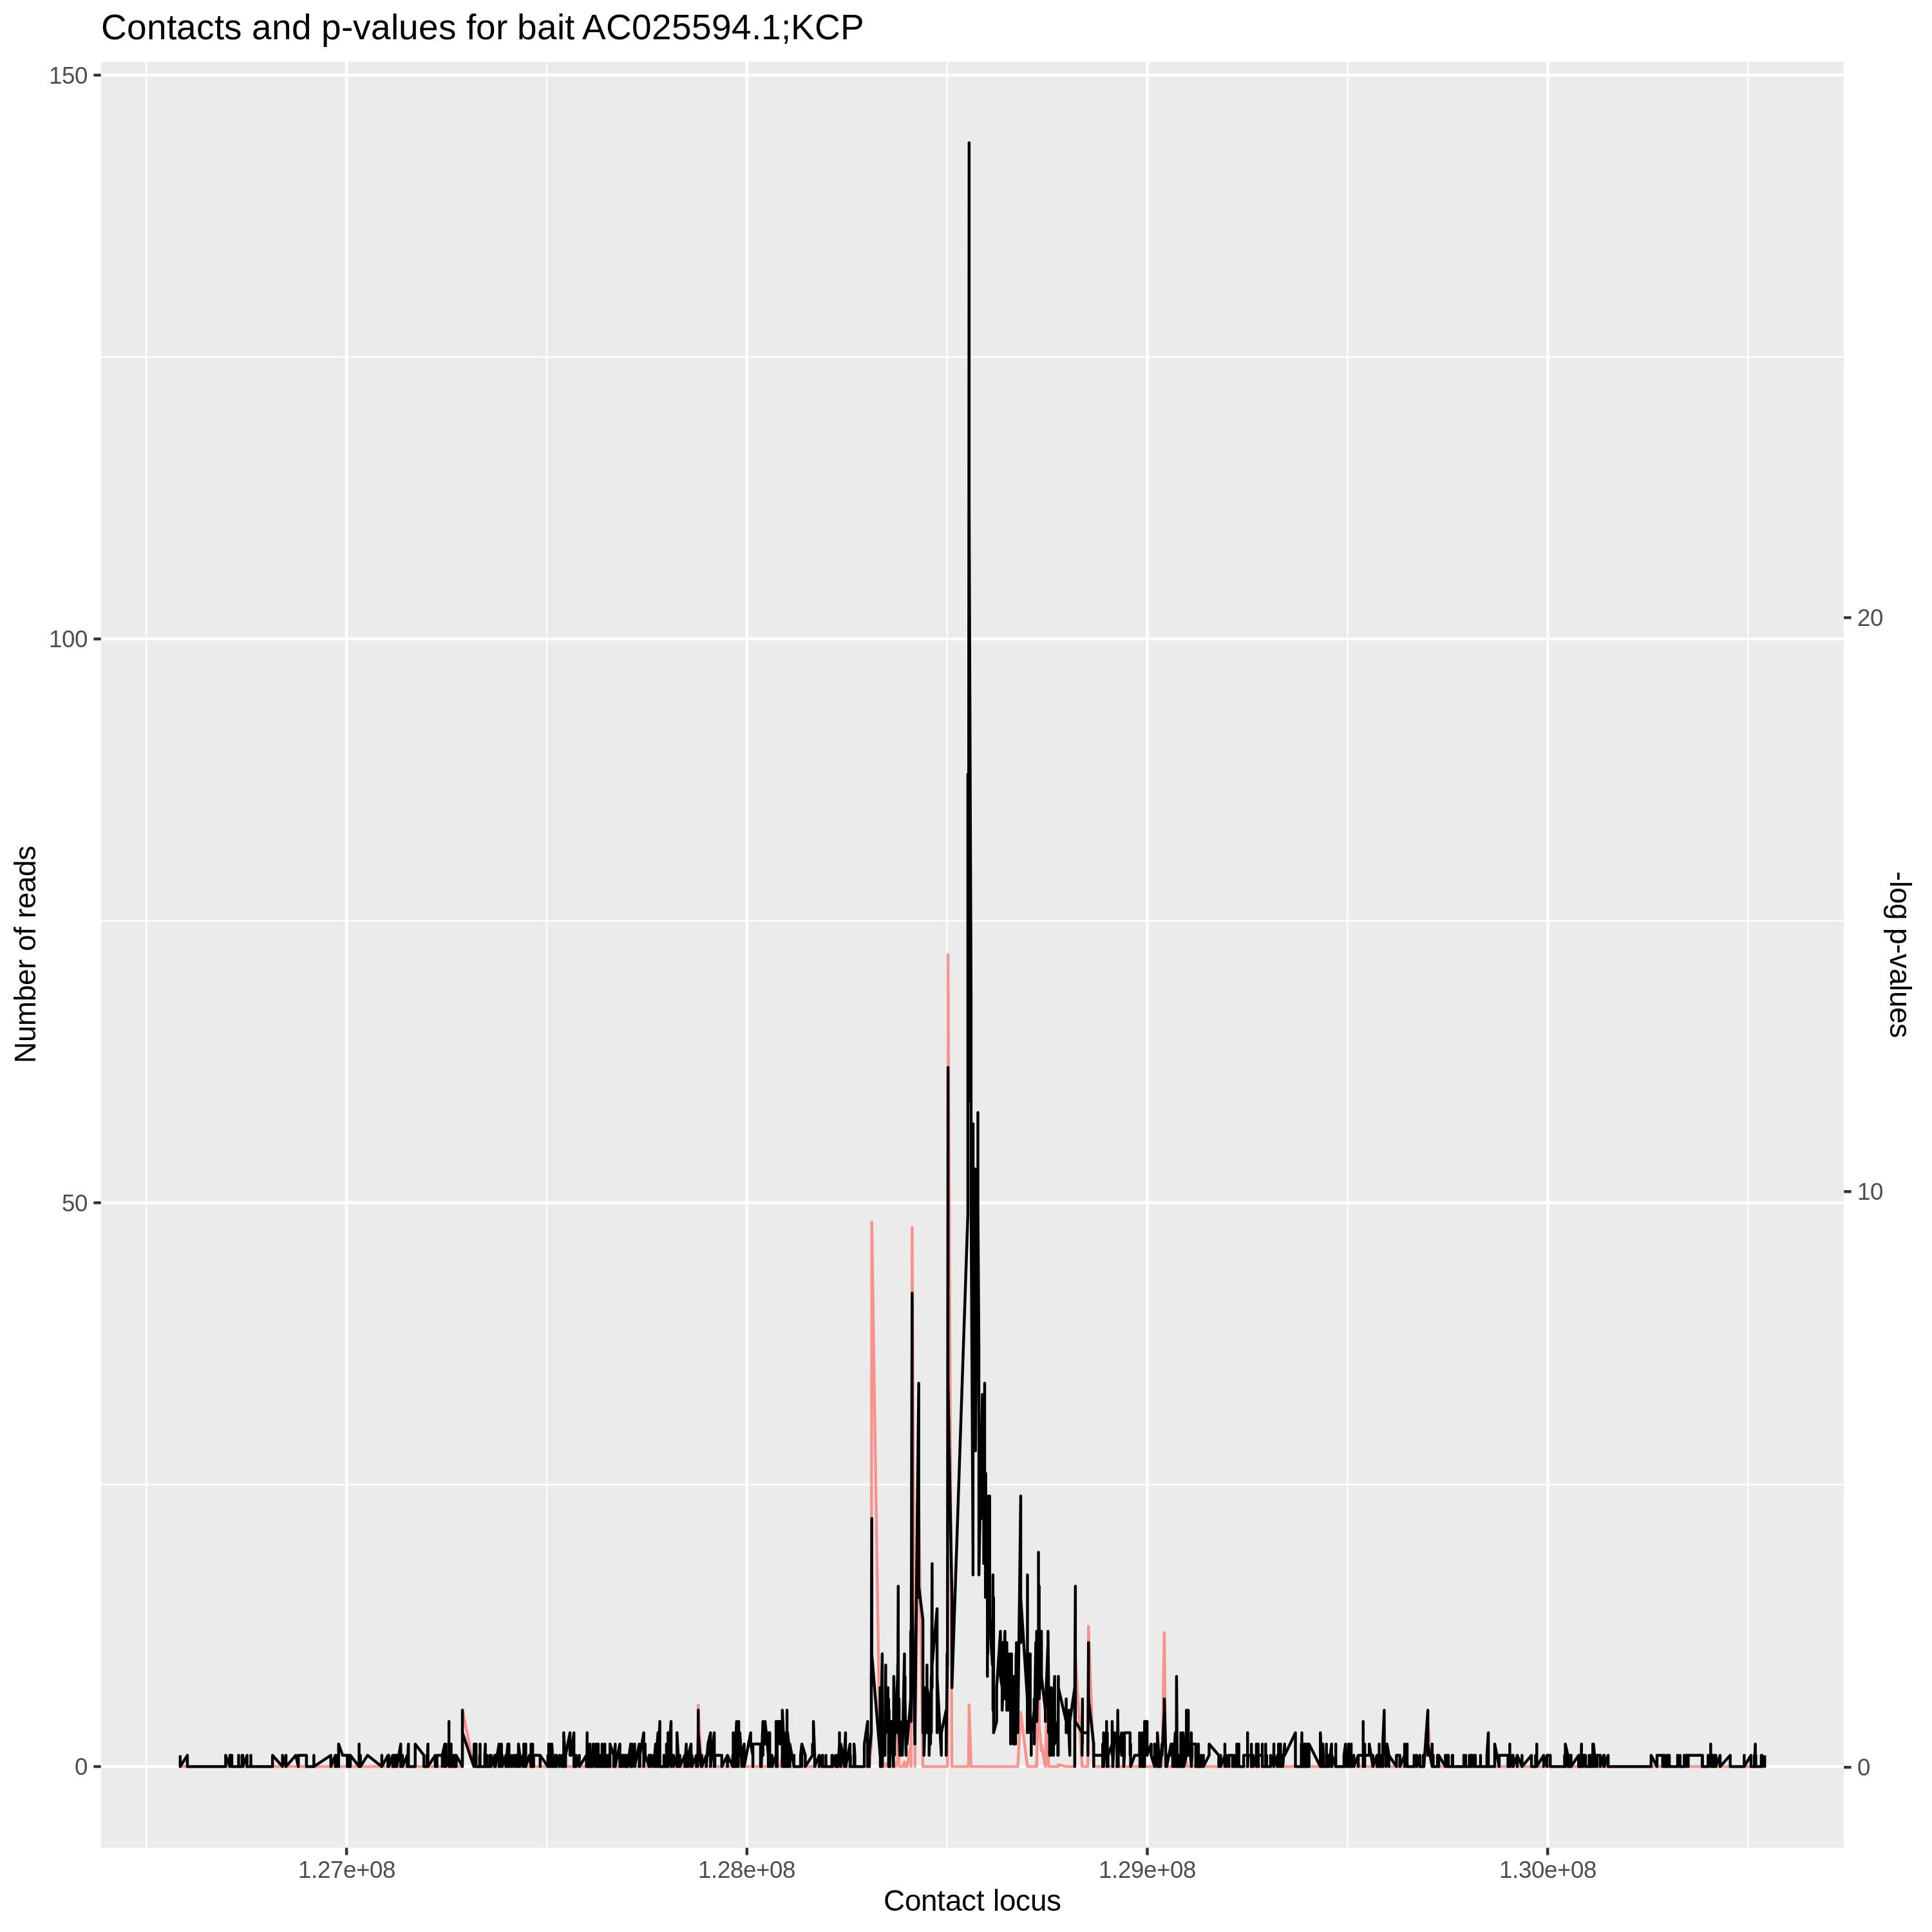 Contacts and p-values for bait AC025594.1;KCP
150
100
50
0
Number of reads
20
10
0
-log p-values
1.27e+08
1.28e+08
1.29e+08
1.30e+08
Contact locus